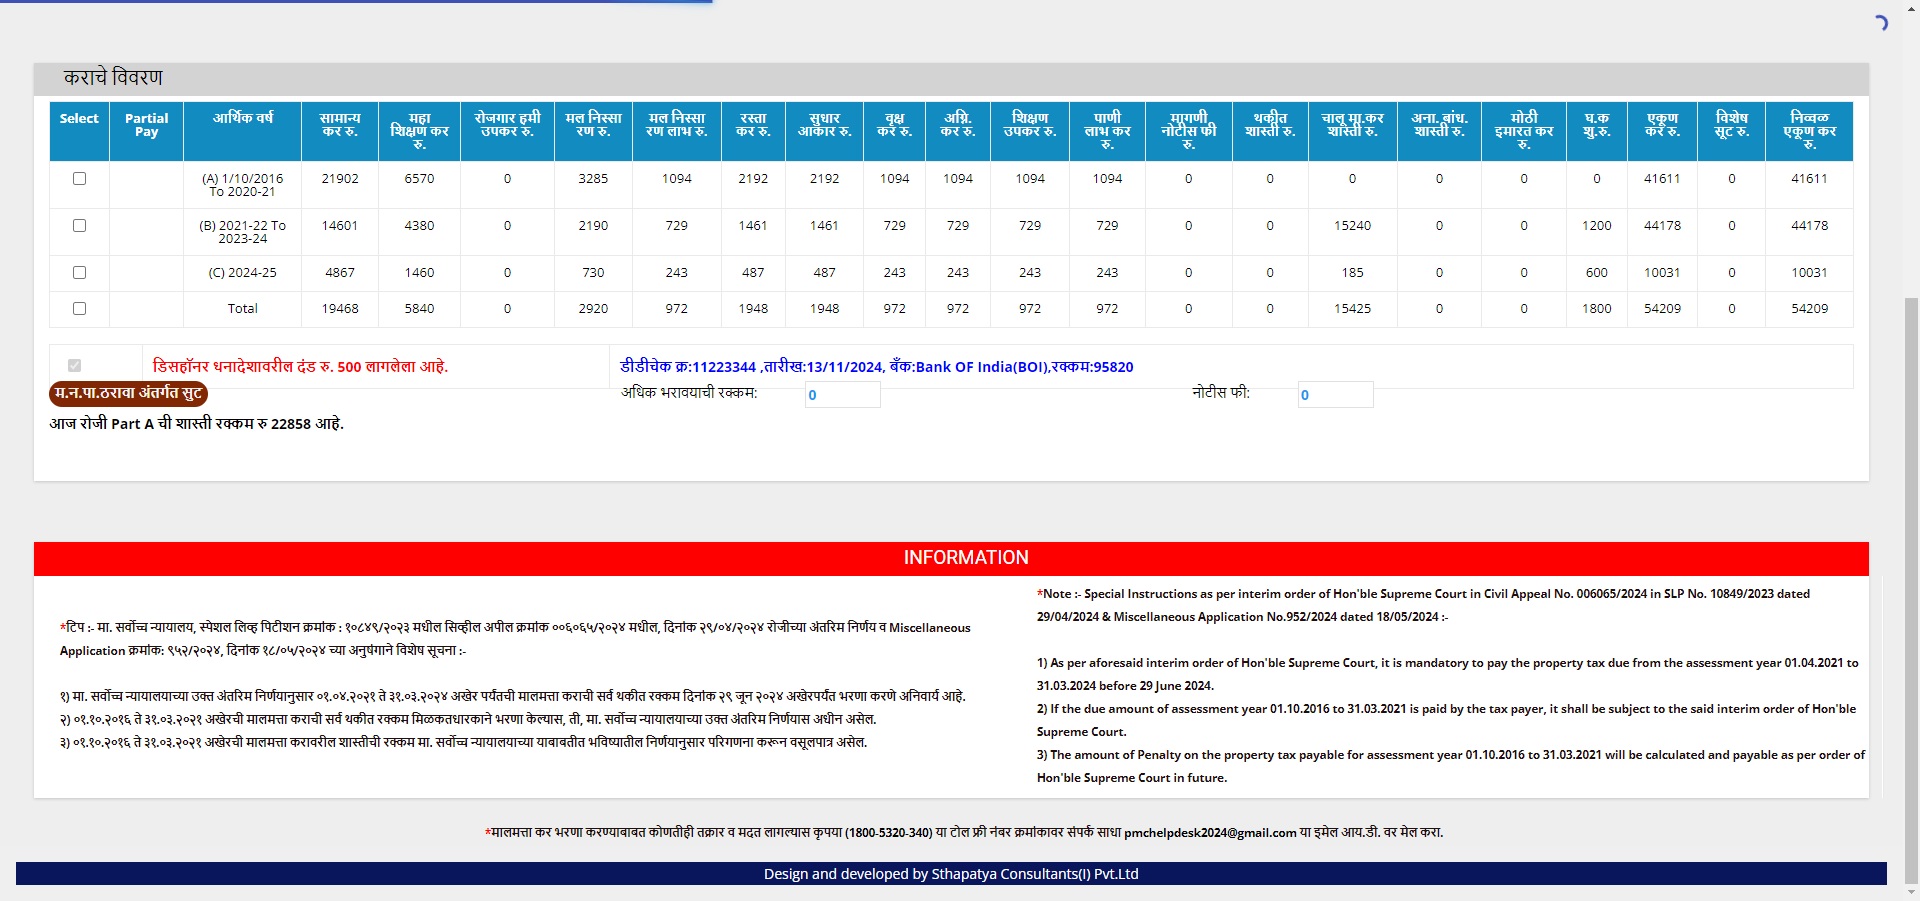 कराचे विवरण
Select Partial Pay आर्थिक वर्ष सामान्य कर रु. महा शिक्षण कर रु. रोजगार हमी उपकर रु. मल निस्सा रण रु. मल निस्सा रण लाभ रु. रस्ता कर रु. सुधार आकार रु. वृक्ष कर रु. अग्नि. कर रु. शिक्षण उपकर रु. पाणी लाभ कर रु. मागणी नोटीस फी रु. थकीत शास्ती रु. चालू मा.कर शास्ती रु. अना. बांध. शास्ती रु. मोठी इमारत कर रु. घ.क शु.रु. एकूण कर रु. विशेष सूट रु. निव्वळ एकूण कर रु.
(A) 1/10/2016 To 2020-21 21902 6570 0 3285 1094 2192 2192 1094 1094 1094 1094 0 0 0 0 0 0 41611 0 41611
(B) 2021-22 To 2023-24 14601 4380 0 2190 729 1461 1461 729 729 729 729 0 0 15240 0 0 1200 44178 0 44178
(C) 2024-25 4867 1460 0 730 243 487 487 243 243 243 243 0 0 185 0 0 600 10031 0 10031
Total 19468 5840 0 2920 972 1948 1948 972 972 972 972 0 0 15425 0 0 1800 54209 0 54209
डिसहॉनर धनादेशावरील दंड रु. 500 लागलेला आहे. डीडीचेक क्र:11223344 ,तारीख:13/11/2024, बँक:Bank OF India(BOI),रक्कम:95820
म.न.पा.ठरावा अंतर्गत सुट अधिक भरावयाची रक्कम: 0 नोटीस फी: 0
आज रोजी Part A ची शास्ती रक्कम रु 22858 आहे.
INFORMATION
*टिप :- मा. सर्वोच्च न्यायालय, स्पेशल लिव्ह पिटीशन क्रमांक : १०८४९/२०२३ मधील सिव्हील अपील क्रमांक ००६०६५/२०२४ मधील, दिनांक २९/०४/२०२४ रोजीच्या अंतरिम निर्णय व Miscellaneous
Application क्रमांक: ९५२/२०२४, दिनांक १८/०५/२०२४ च्या अनुषंगाने विशेष सूचना :-
१) मा. सर्वोच्च न्यायालयाच्या उक्त अंतरिम निर्णयानुसार ०१.०४.२०२१ ते ३१.०३.२०२४ अखेर पर्यंतची मालमत्ता कराची सर्व थकीत रक्कम दिनांक २९ जून २०२४ अखेरपर्यंत भरणा करणे अनिवार्य आहे.
२) ०१.१०.२०१६ ते ३१.०३.२०२१ अखेरची मालमत्ता कराची सर्व थकीत रक्कम मिळकतधारकाने भरणा केल्यास, ती, मा. सर्वोच्च न्यायालयाच्या उक्त अंतरिम निर्णयास अधीन असेल.
३) ०१.१०.२०१६ ते ३१.०३.२०२१ अखेरची मालमत्ता करावरील शास्तीची रक्कम मा. सर्वोच्च न्यायालयाच्या याबाबतीत भविष्यातील निर्णयानुसार परिगणना करून वसूलपात्र असेल.
*Note :- Special Instructions as per interim order of Hon'ble Supreme Court in Civil Appeal No. 006065/2024 in SLP No. 10849/2023 dated
29/04/2024 & Miscellaneous Application No.952/2024 dated 18/05/2024 :-
1) As per aforesaid interim order of Hon'ble Supreme Court, it is mandatory to pay the property tax due from the assessment year 01.04.2021 to
31.03.2024 before 29 June 2024.
2) If the due amount of assessment year 01.10.2016 to 31.03.2021 is paid by the tax payer, it shall be subject to the said interim order of Hon'ble
Supreme Court.
3) The amount of Penalty on the property tax payable for assessment year 01.10.2016 to 31.03.2021 will be calculated and payable as per order of
Hon'ble Supreme Court in future.
*मालमत्ता कर भरणा करण्याबाबत कोणतीही तक्रार व मदत लागल्यास कृपया (1800-5320-340) या टोल फ्री नंबर क्रमांकावर संपर्क साधा pmchelpdesk2024@gmail.com या इमेल आय.डी. वर मेल करा.
Design and developed by Sthapatya Consultants(I) Pvt.Ltd